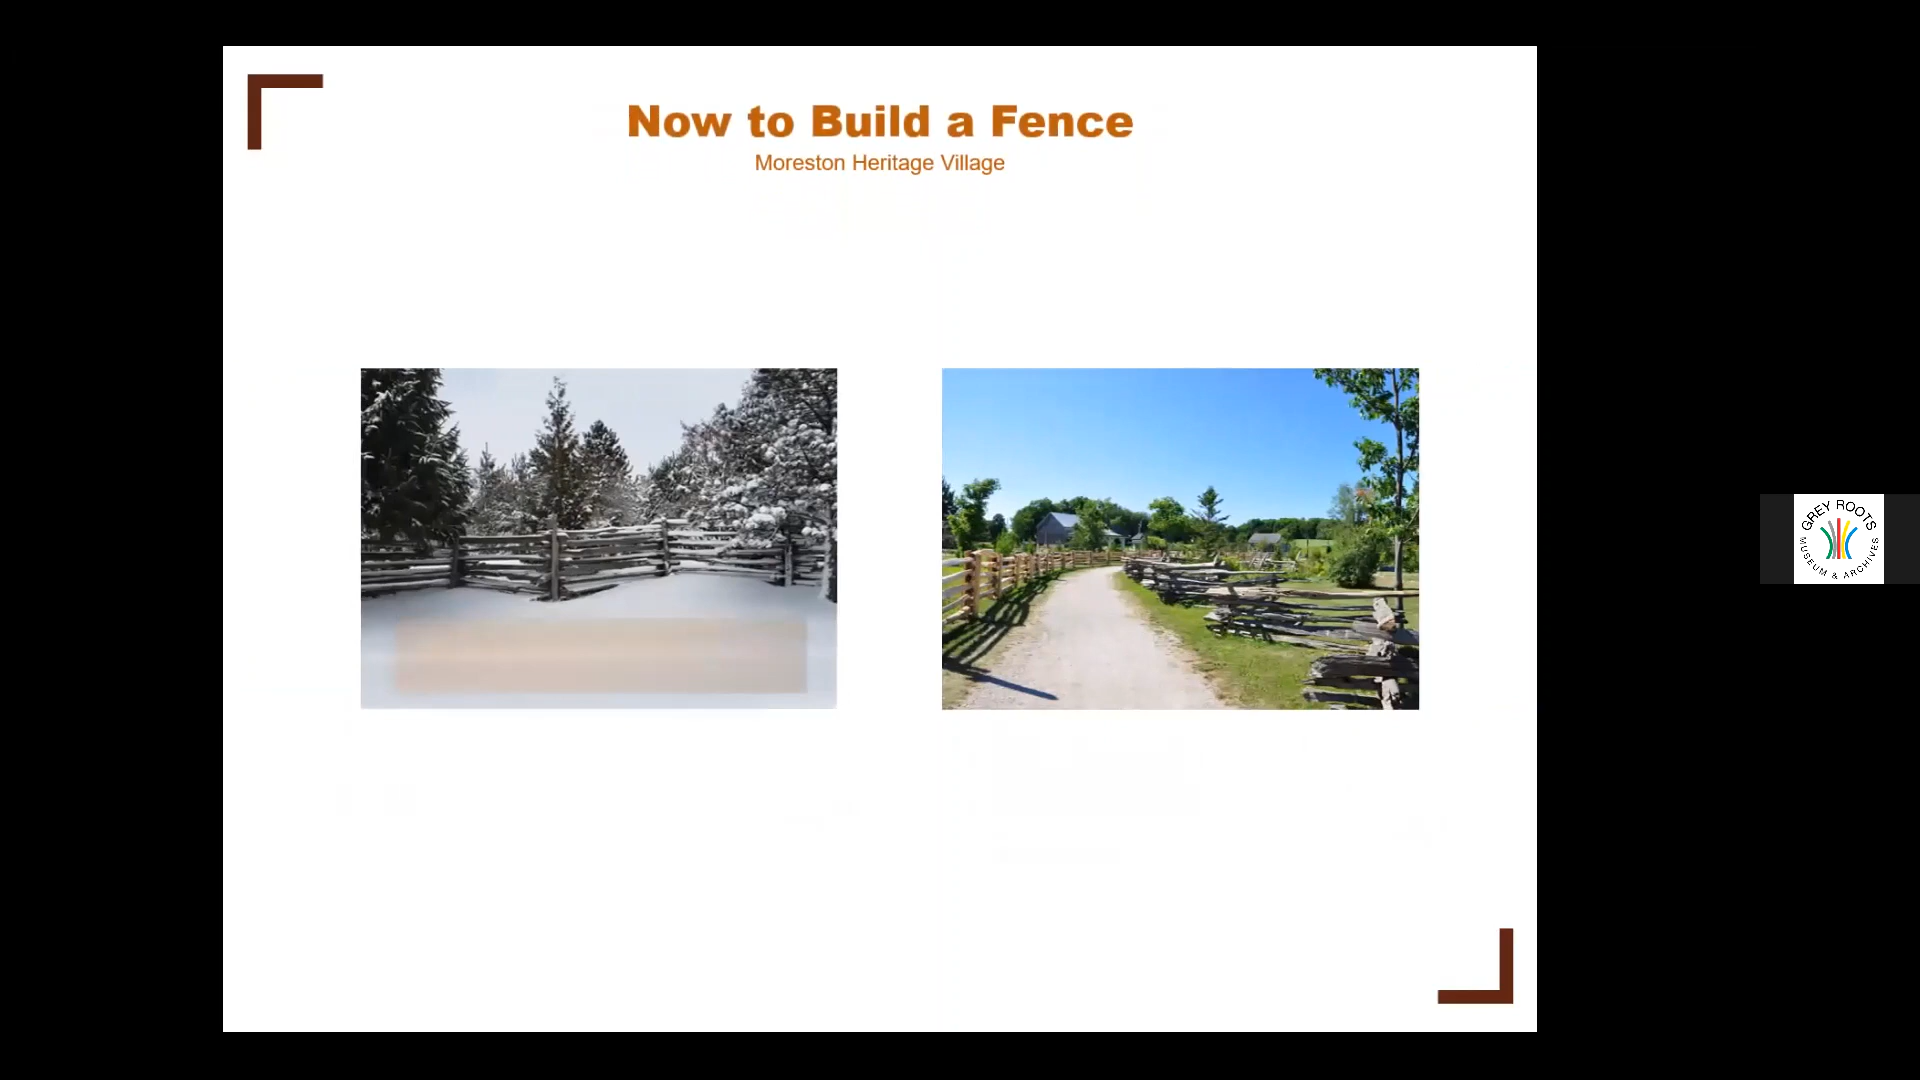 Now to Build a Fence
Moreston Heritage Village
GREY ROOTS
MUSEUM & ARCHIVES